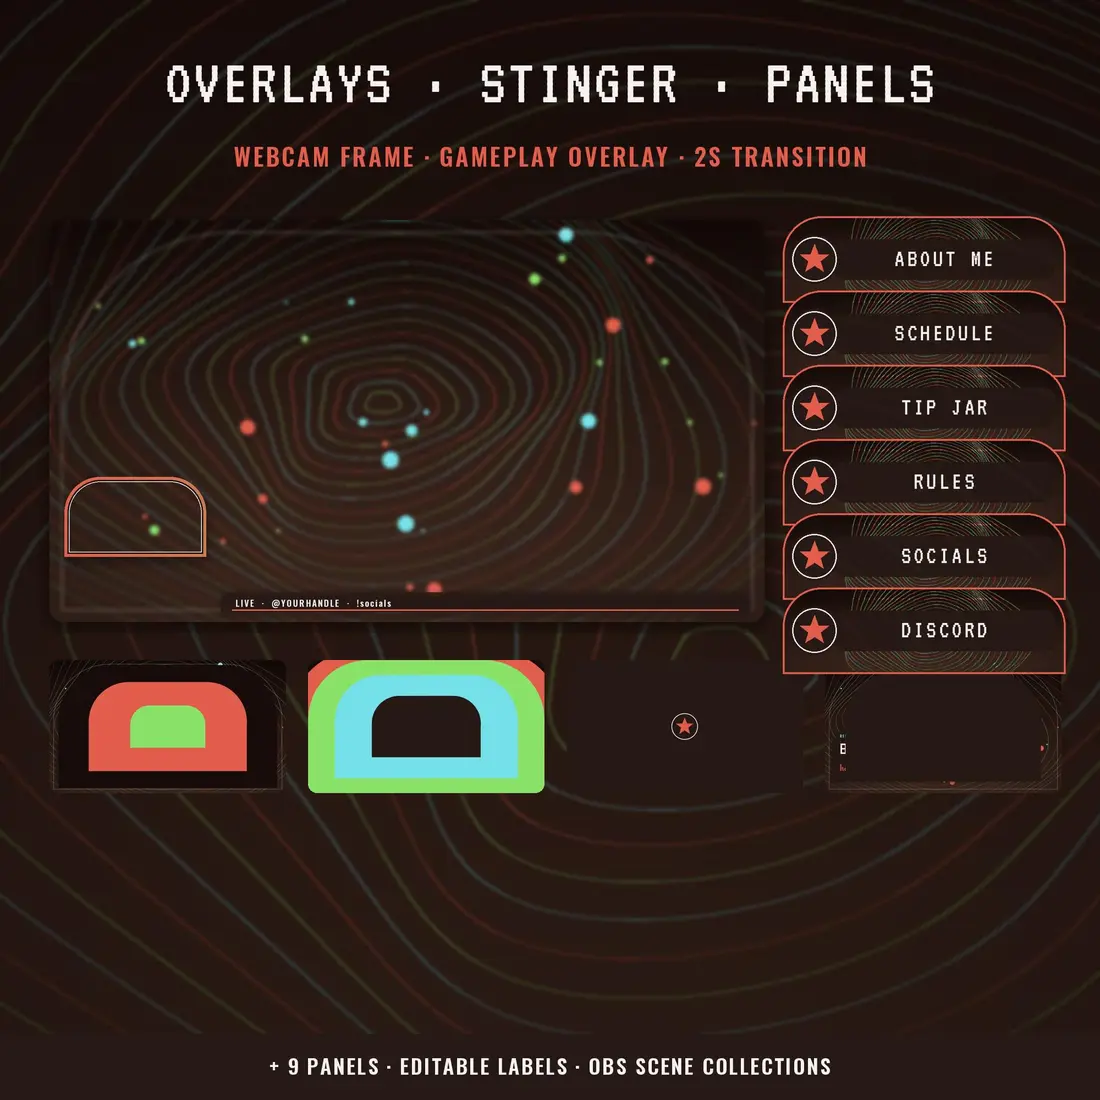 OVERLAYS · STINGER · PANELS
WEBCAM FRAME · GAMEPLAY OVERLAY · 2S TRANSITION
ABOUT ME
SCHEDULE
TIP JAR
RULES
SOCIALS
DISCORD
LIVE · @YOURHANDLE · !socials
B
+ 9 PANELS · EDITABLE LABELS · OBS SCENE COLLECTIONS